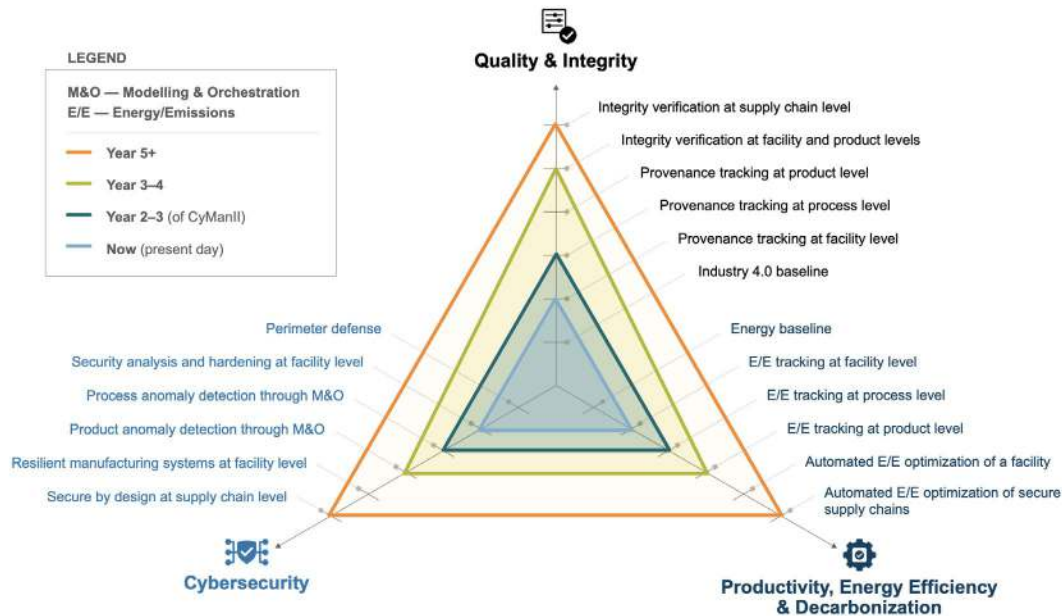 Quality & Integrity
LEGEND
M&O — Modelling & Orchestration
E/E — Energy/Emissions
Year 5+
Year 3–4
Year 2–3 (of CyManII)
Now (present day)
Integrity verification at supply chain level
Integrity verification at facility and product levels
Provenance tracking at product level
Provenance tracking at process level
Provenance tracking at facility level
Industry 4.0 baseline
Perimeter defense
Security analysis and hardening at facility level
Process anomaly detection through M&O
Product anomaly detection through M&O
Resilient manufacturing systems at facility level
Secure by design at supply chain level
Energy baseline
E/E tracking at facility level
E/E tracking at process level
E/E tracking at product level
Automated E/E optimization of a facility
Automated E/E optimization of secure
supply chains
Cybersecurity
Productivity, Energy Efficiency
& Decarbonization